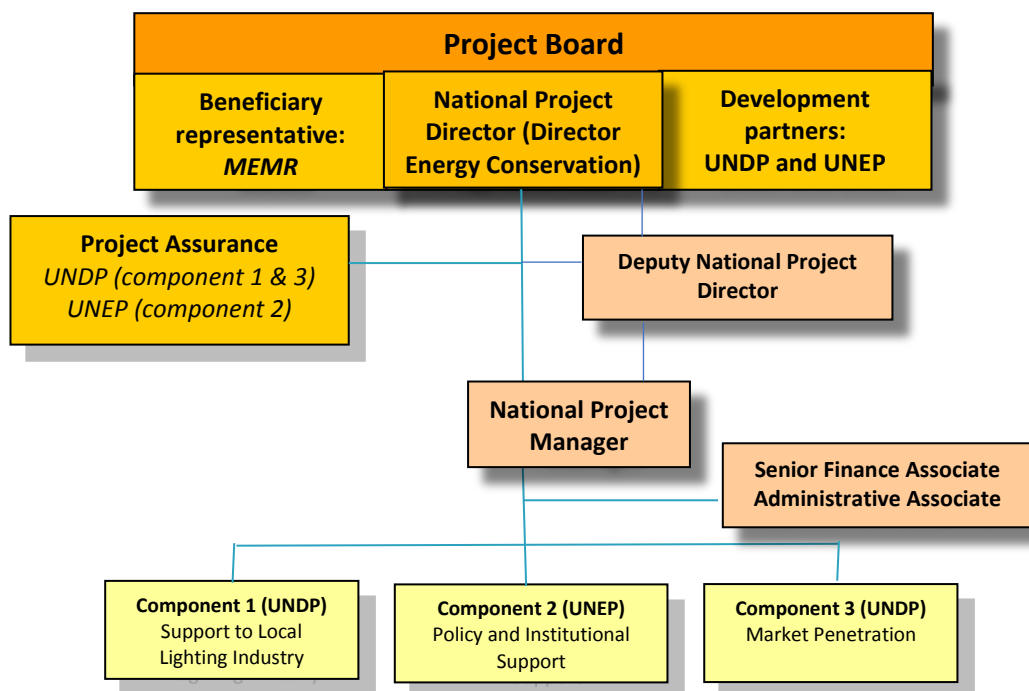 Project Board
Beneficiary
representative:
MEMR
National Project
Director (Director
Energy Conservation)
Development
partners:
UNDP and UNEP
Project Assurance
UNDP (component 1 & 3)
UNEP (component 2)
Deputy National Project
Director
National Project
Manager
Senior Finance Associate
Administrative Associate
Component 1 (UNDP)
Support to Local
Lighting Industry
Component 2 (UNEP)
Policy and Institutional
Support
Component 3 (UNDP)
Market Penetration